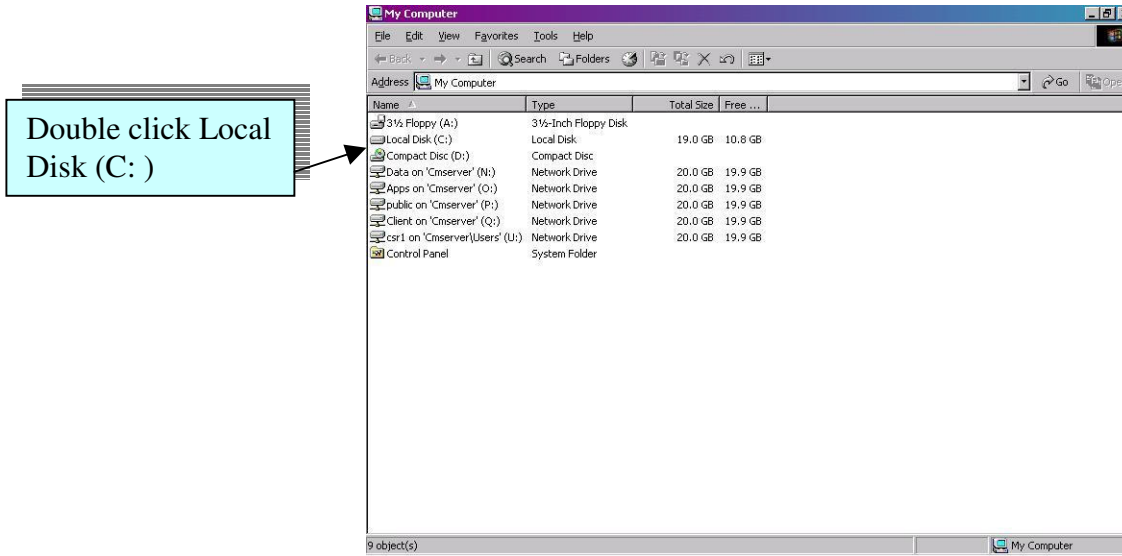 My Computer
File Edit View Favorites Tools Help
Back Search Folders
Address My Computer Go
Name Type Total Size Free ...
3½ Floppy (A:) 3½-Inch Floppy Disk
Local Disk (C:) Local Disk 19.0 GB 10.8 GB
Compact Disc (D:) Compact Disc
Data on 'Cmserver' (N:) Network Drive 20.0 GB 19.9 GB
Apps on 'Cmserver' (O:) Network Drive 20.0 GB 19.9 GB
public on 'Cmserver' (P:) Network Drive 20.0 GB 19.9 GB
Client on 'Cmserver' (Q:) Network Drive 20.0 GB 19.9 GB
csr1 on 'Cmserver\Users' (U:) Network Drive 20.0 GB 19.9 GB
Control Panel System Folder
Double click Local
Disk (C: )
9 object(s) My Computer